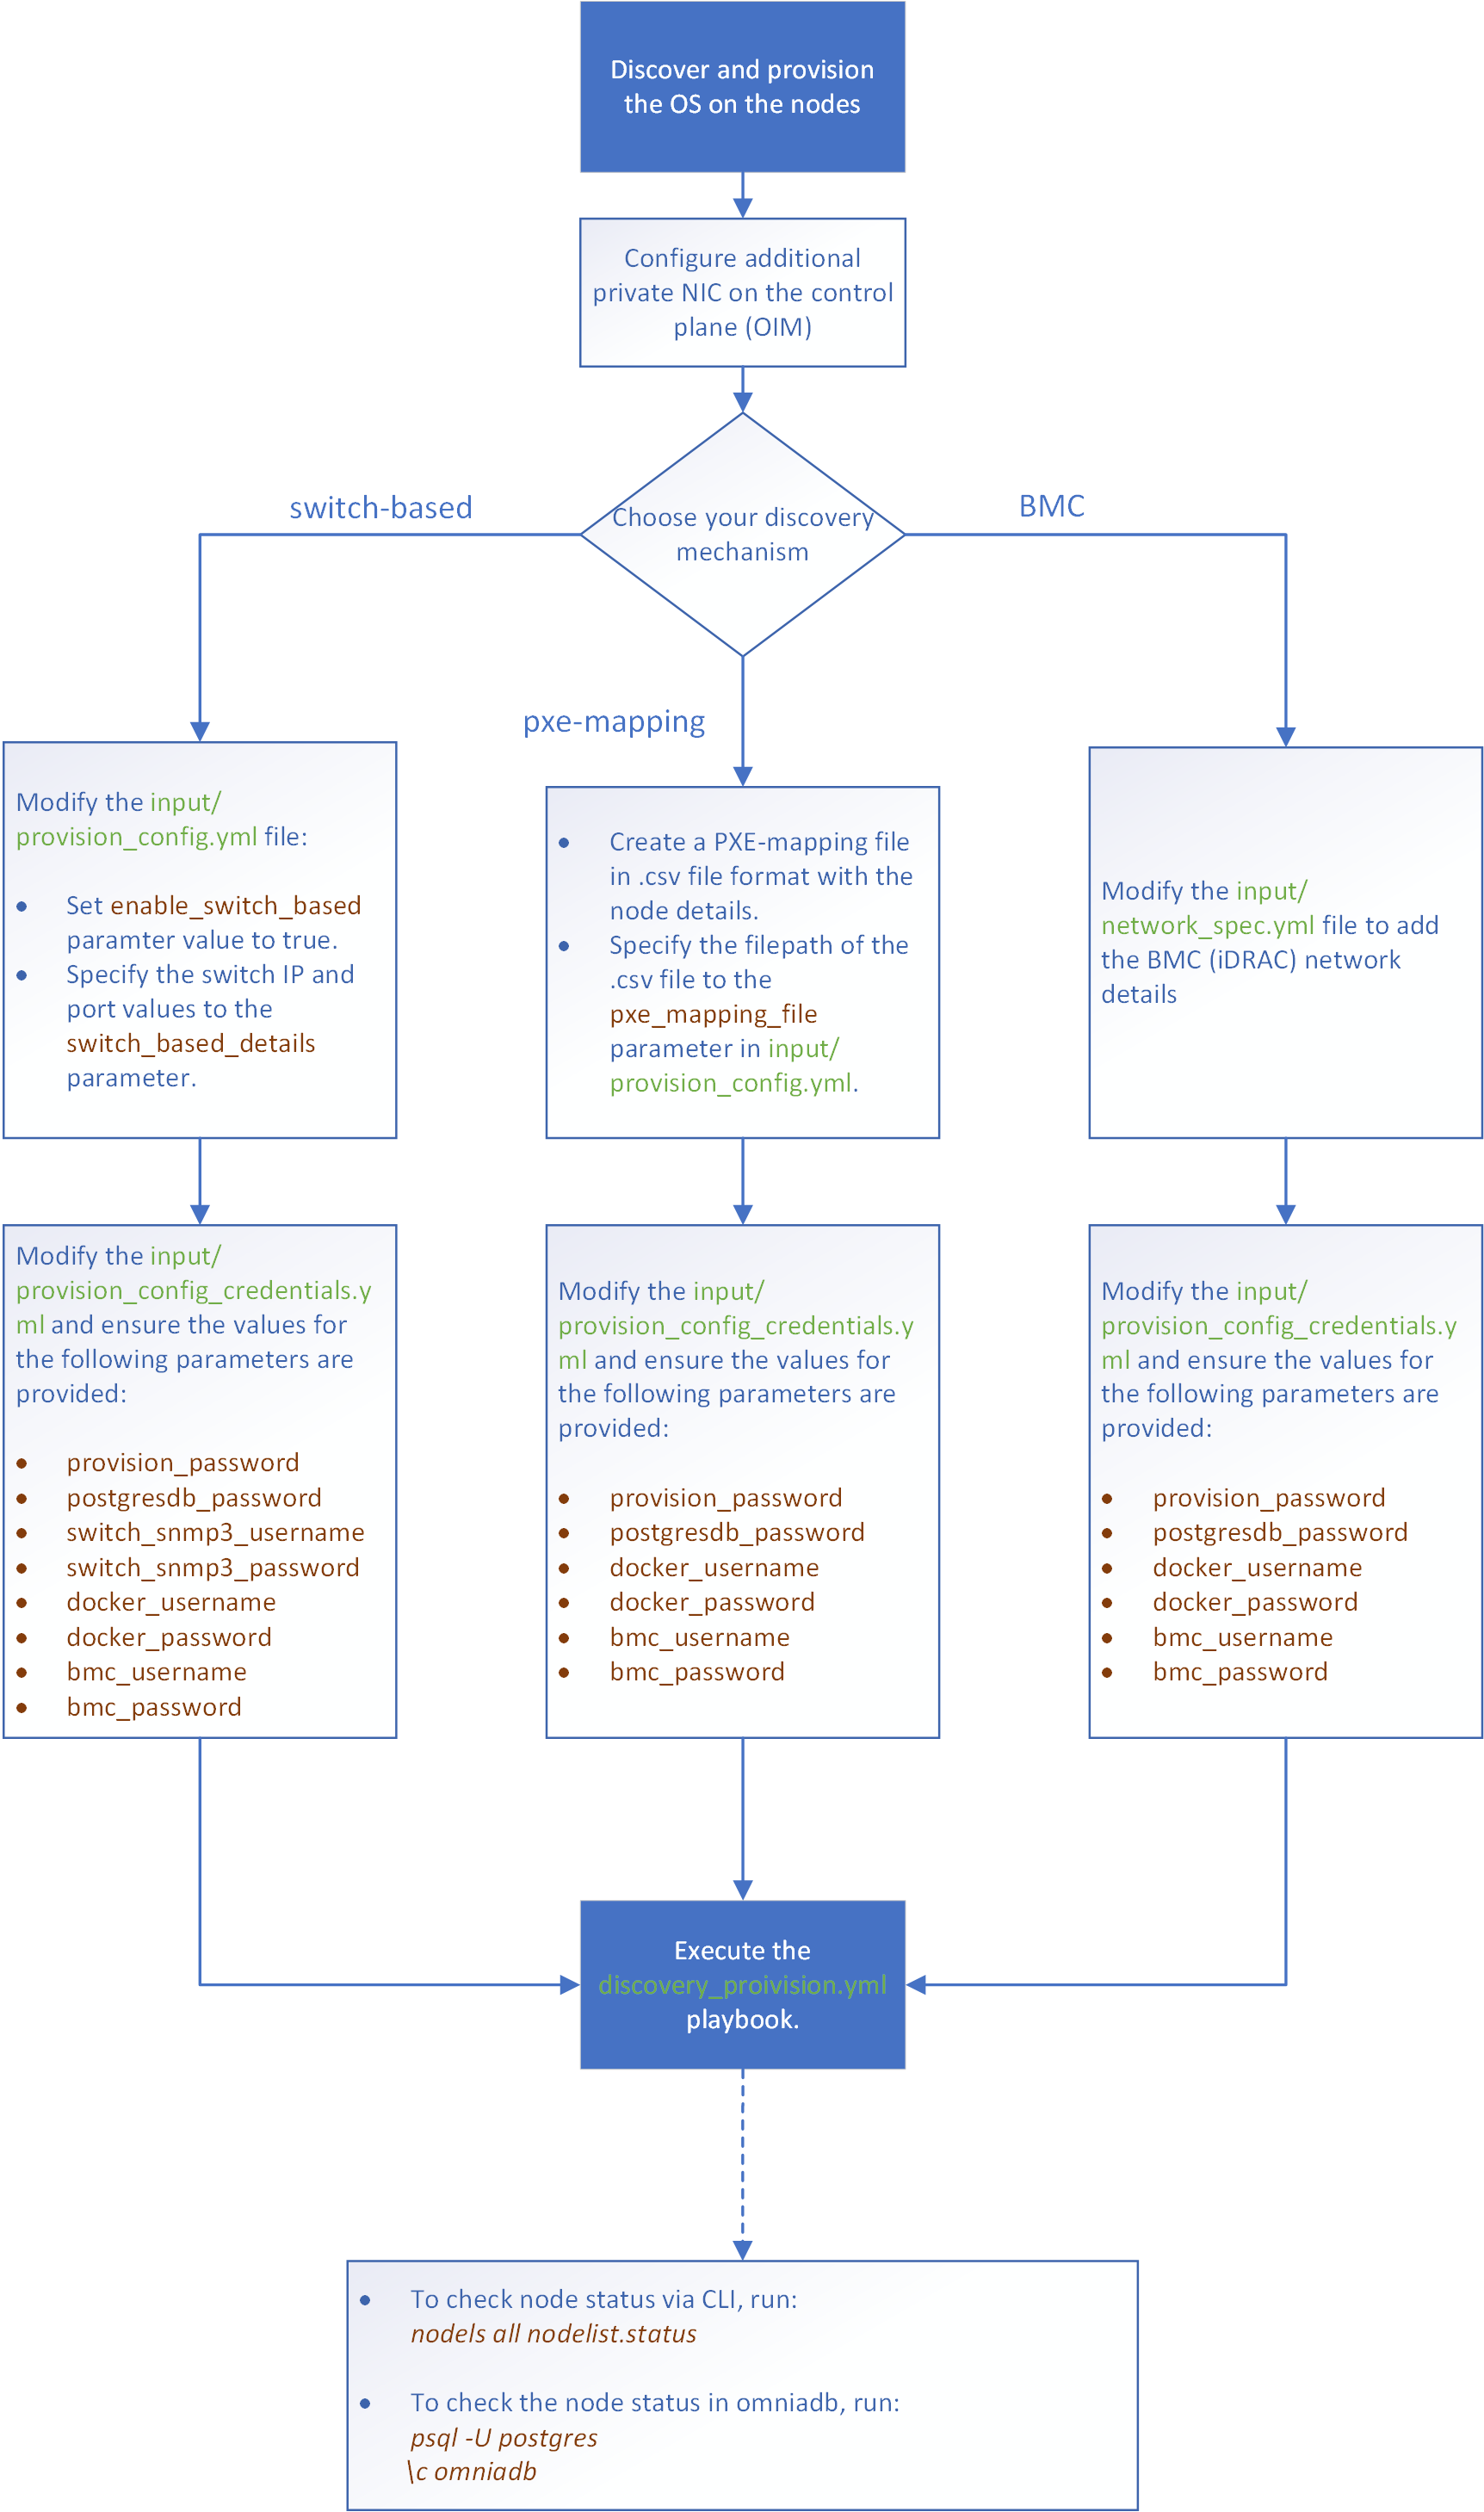 Discover and provision
the OS on the nodes
Configure additional
private NIC on the control
plane (OIM)
Choose your discovery
mechanism
switch-based
BMC
pxe-mapping
Modify the input/
provision_config.yml file:
• Set enable_switch_based
paramter value to true.
• Specify the switch IP and
port values to the
switch_based_details
parameter.
• Create a PXE-mapping file
in .csv file format with the
node details.
• Specify the filepath of the
.csv file to the
pxe_mapping_file
parameter in input/
provision_config.yml.
Modify the input/
network_spec.yml file to add
the BMC (iDRAC) network
details
Modify the input/
provision_config_credentials.y
ml and ensure the values for
the following parameters are
provided:
• provision_password
• postgresdb_password
• switch_snmp3_username
• switch_snmp3_password
• docker_username
• docker_password
• bmc_username
• bmc_password
Modify the input/
provision_config_credentials.y
ml and ensure the values for
the following parameters are
provided:
• provision_password
• postgresdb_password
• docker_username
• docker_password
• bmc_username
• bmc_password
Modify the input/
provision_config_credentials.y
ml and ensure the values for
the following parameters are
provided:
• provision_password
• postgresdb_password
• docker_username
• docker_password
• bmc_username
• bmc_password
Execute the
discovery_proivision.yml
playbook.
• To check node status via CLI, run:
nodels all nodelist.status
• To check the node status in omniadb, run:
psql -U postgres
\c omniadb